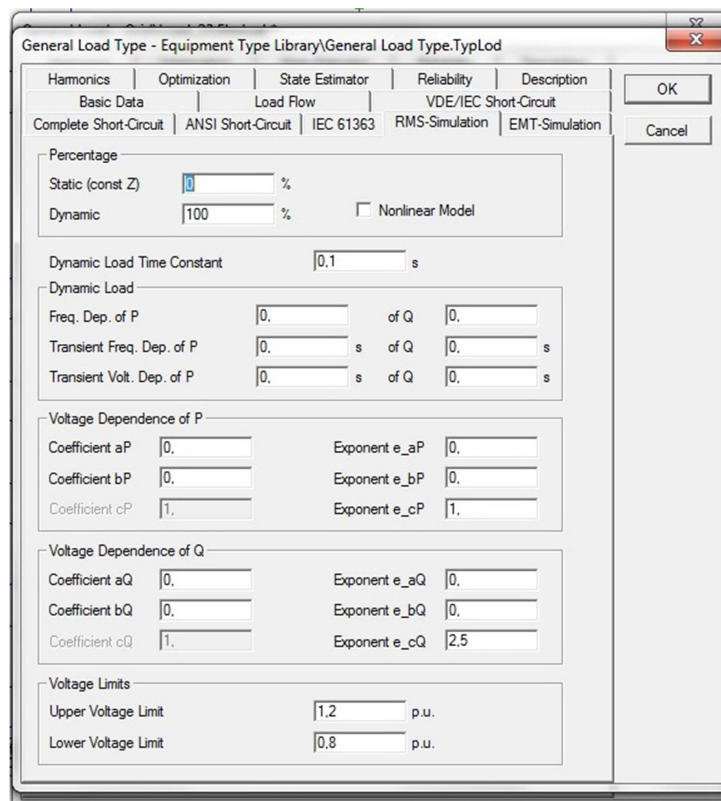 General Load Type - Equipment Type Library\General Load Type.TypLod
Harmonics Optimization State Estimator Reliability Description
Basic Data Load Flow VDE/IEC Short-Circuit
Complete Short-Circuit ANSI Short-Circuit IEC 61363 RMS-Simulation EMT-Simulation
OK
Cancel
Percentage
Static (const Z) 0 %
Dynamic 100 % Nonlinear Model
Dynamic Load Time Constant 0,1 s
Dynamic Load
Freq. Dep. of P 0, of Q 0,
Transient Freq. Dep. of P 0, s of Q 0, s
Transient Volt. Dep. of P 0, s of Q 0, s
Voltage Dependence of P
Coefficient aP 0, Exponent e_aP 0,
Coefficient bP 0, Exponent e_bP 0,
Coefficient cP 1, Exponent e_cP 1,
Voltage Dependence of Q
Coefficient aQ 0, Exponent e_aQ 0,
Coefficient bQ 0, Exponent e_bQ 0,
Coefficient cQ 1, Exponent e_cQ 2,5
Voltage Limits
Upper Voltage Limit 1,2 p.u.
Lower Voltage Limit 0,8 p.u.